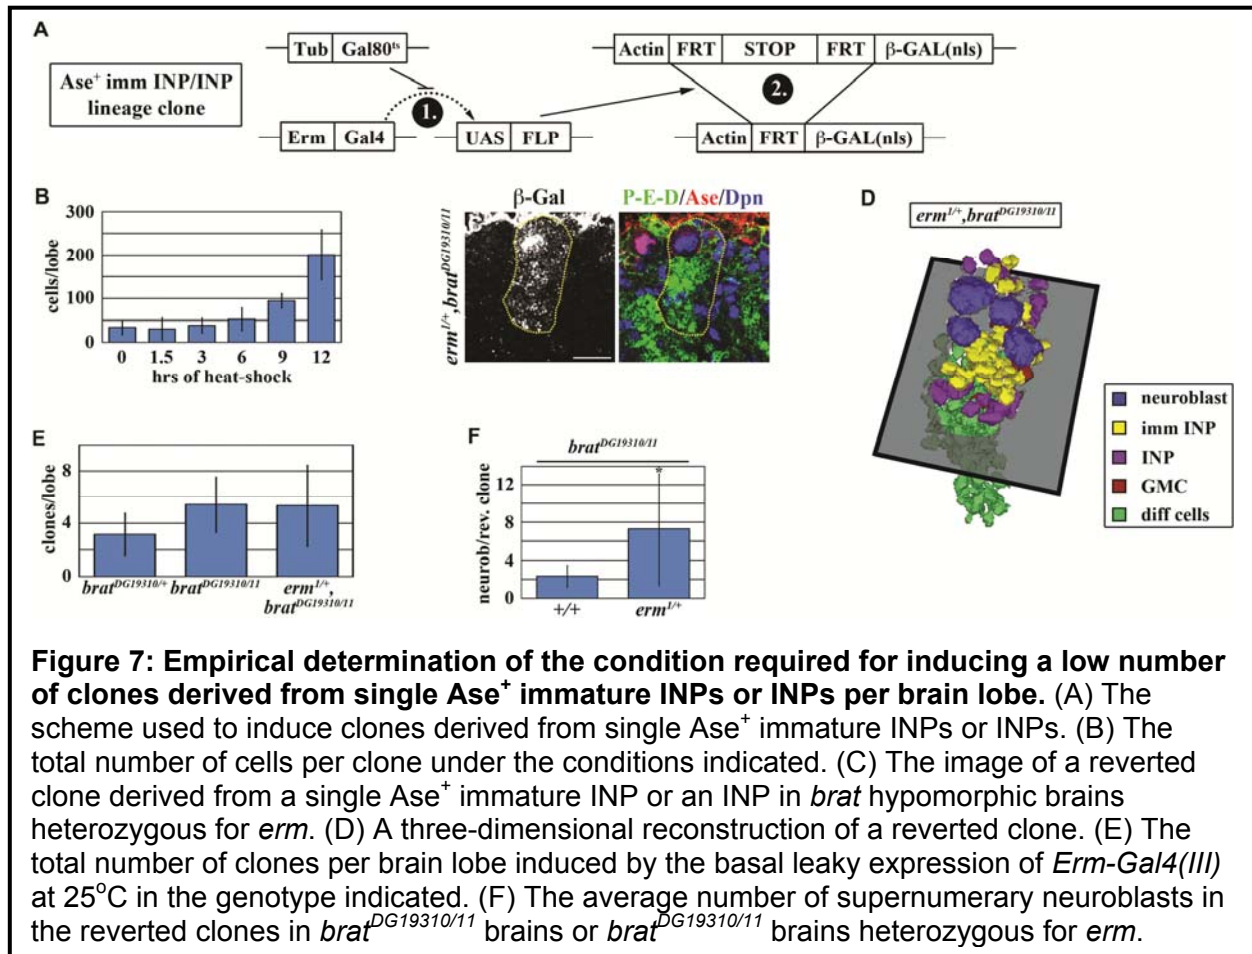 A
Tub Gal80ts
Actin FRT STOP FRT β-GAL(nls)
Ase+ imm INP/INP
lineage clone
1.
2.
Erm Gal4
UAS FLP
Actin FRT β-GAL(nls)
B
300
200
100
0
cells/lobe
0 1.5 3 6 9 12
hrs of heat-shock
erm1/+,bratDG19310/11
β-Gal
P-E-D/Ase/Dpn
D
erm1/+,bratDG19310/11
neuroblast
imm INP
INP
GMC
diff cells
E
8
4
0
clones/lobe
bratDG19310/+ bratDG19310/11 erm1/+,
bratDG19310/11
F
bratDG19310/11
12
8
4
0
neurob/rev. clone
*
+/+ erm1/+
Figure 7: Empirical determination of the condition required for inducing a low number
of clones derived from single Ase+ immature INPs or INPs per brain lobe. (A) The
scheme used to induce clones derived from single Ase+ immature INPs or INPs. (B) The
total number of cells per clone under the conditions indicated. (C) The image of a reverted
clone derived from a single Ase+ immature INP or an INP in brat hypomorphic brains
heterozygous for erm. (D) A three-dimensional reconstruction of a reverted clone. (E) The
total number of clones per brain lobe induced by the basal leaky expression of Erm-Gal4(III)
at 25oC in the genotype indicated. (F) The average number of supernumerary neuroblasts in
the reverted clones in bratDG19310/11 brains or bratDG19310/11 brains heterozygous for erm.